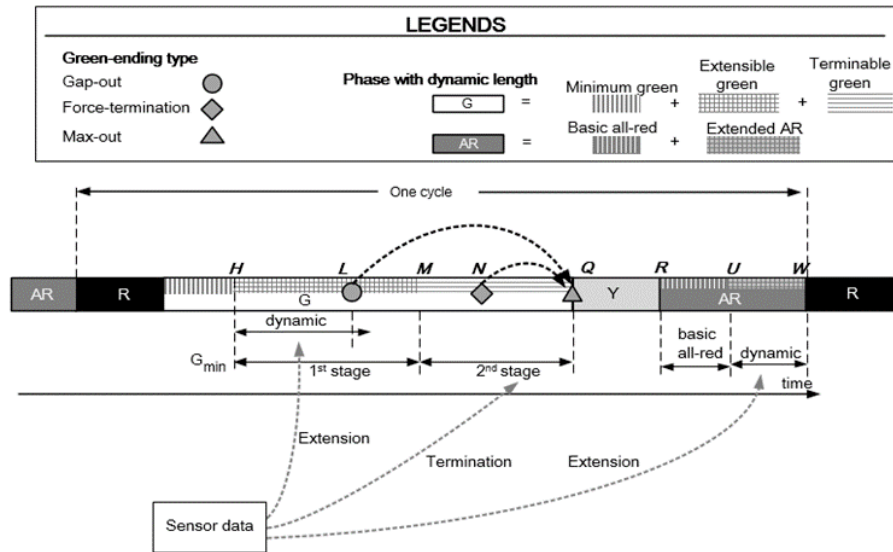 LEGENDS
Green-ending type
Gap-out
Force-termination
Max-out
Phase with dynamic length
G = Minimum green + Extensible green + Terminable green
AR = Basic all-red + Extended AR
One cycle
H L M N Q R U W
AR R G Y AR R
dynamic
basic all-red
dynamic
Gmin
1st stage
2nd stage
time
Extension
Termination
Extension
Sensor data